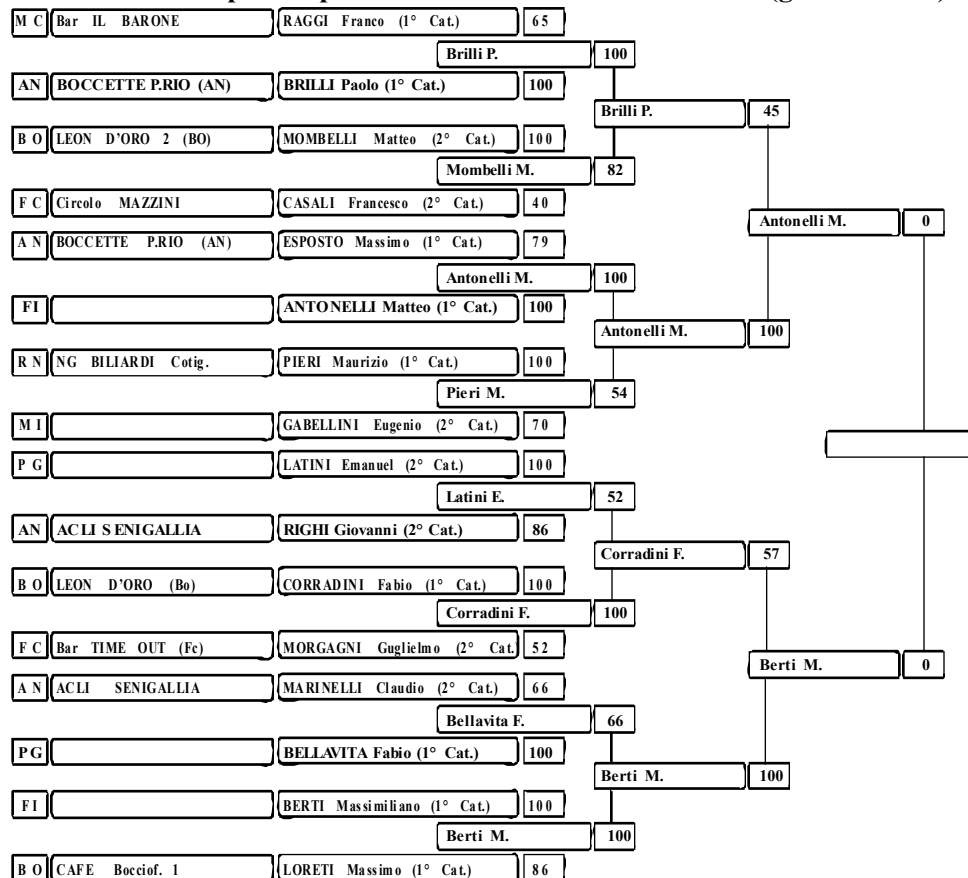 M C Bar IL BARONE RAGGI Franco (1° Cat.) 65
Brilli P. 100
AN BOCCETTE P.RIO (AN) BRILLI Paolo (1° Cat.) 100
Brilli P. 45
B O LEON D'ORO 2 (BO) MOMBELLI Matteo (2° Cat.) 100
Mombelli M. 82
F C Circolo MAZZINI CASALI Francesco (2° Cat.) 40
Antonelli M. 0
A N BOCCETTE P.RIO (AN) ESPOSTO Massimo (1° Cat.) 79
Antonelli M. 100
FI ANTONELLI Matteo (1° Cat.) 100
Antonelli M. 100
R N NG BILIARDI Cotig. PIERI Maurizio (1° Cat.) 100
Pieri M. 54
M I GABELLINI Eugenio (2° Cat.) 70
P G LATINI Emanuel (2° Cat.) 100
Latini E. 52
AN ACLI SENIGALLIA RIGHI Giovanni (2° Cat.) 86
Corradini F. 57
B O LEON D'ORO (Bo) CORRADINI Fabio (1° Cat.) 100
Corradini F. 100
F C Bar TIME OUT (Fc) MORGAGNI Guglielmo (2° Cat.) 52
Berti M. 0
A N ACLI SENIGALLIA MARINELLI Claudio (2° Cat.) 66
Bellavita F. 66
PG BELLAVITA Fabio (1° Cat.) 100
Berti M. 100
FI BERTI Massimiliano (1° Cat.) 100
Berti M. 100
B O CAFE Bocciof. 1 LORETI Massimo (1° Cat.) 86